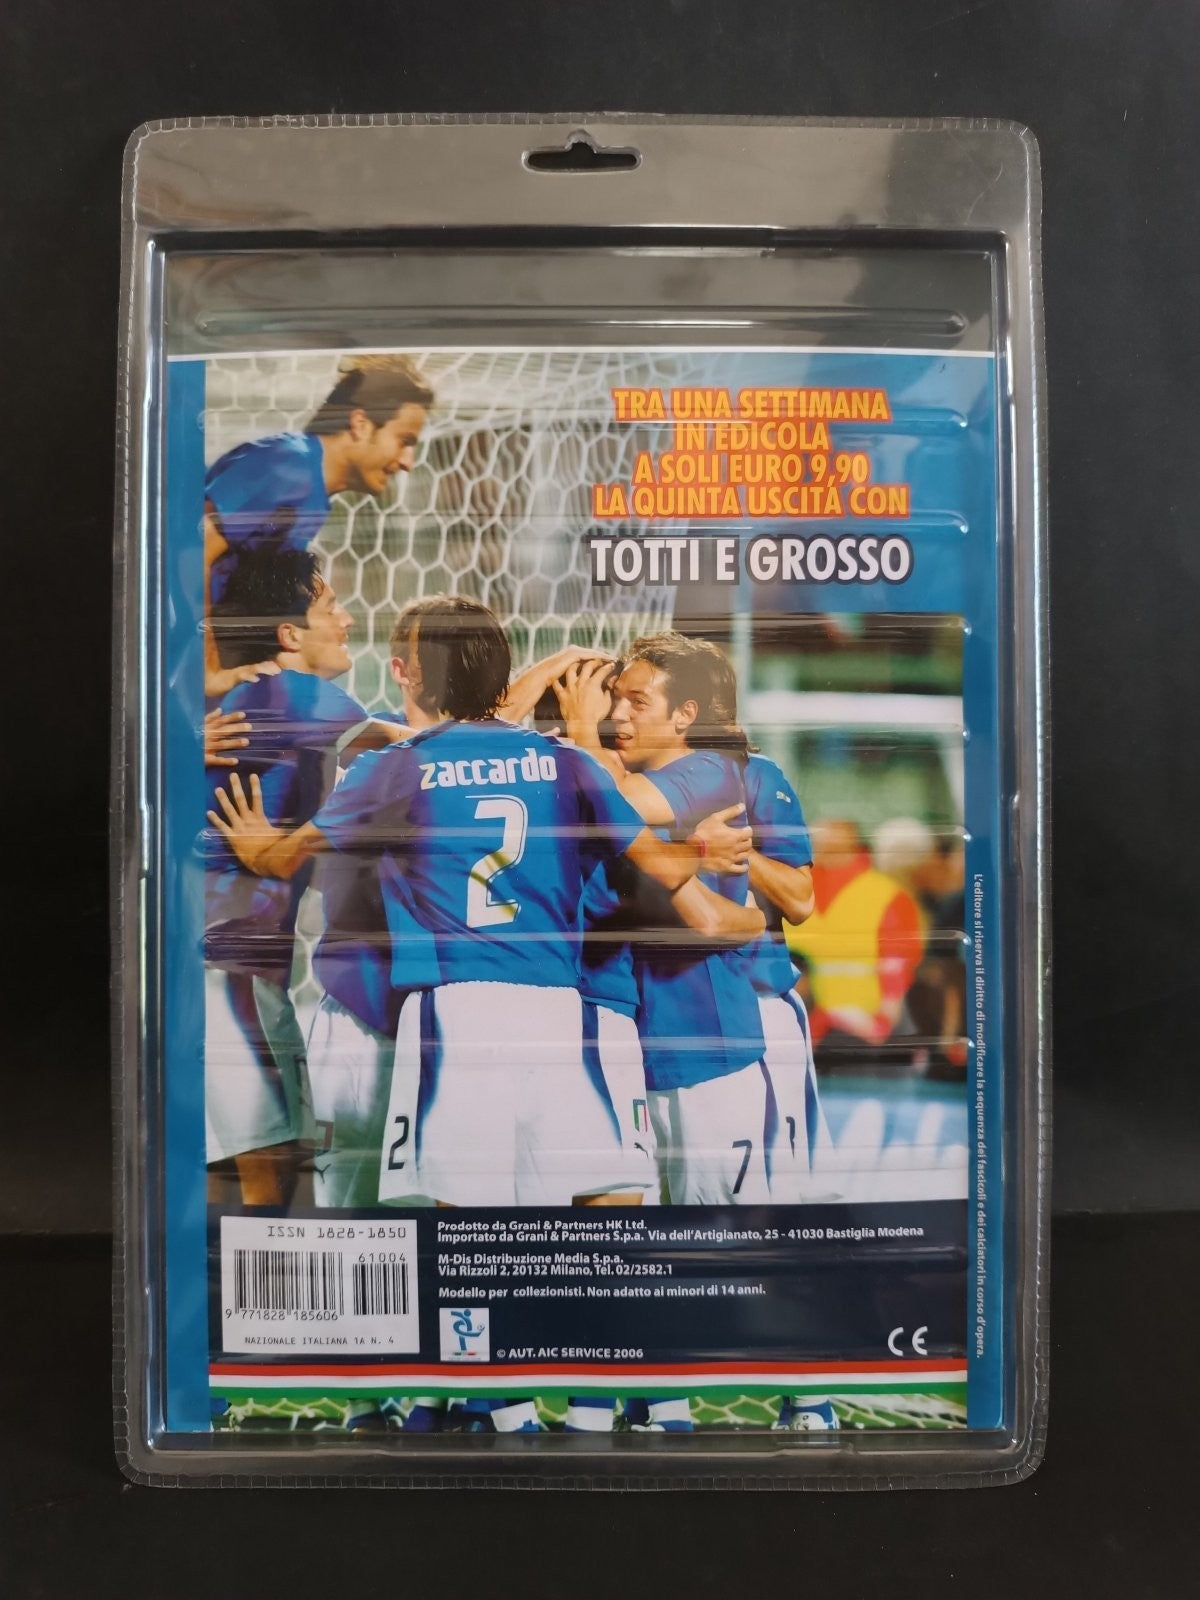 TRA UNA SETTIMANA
IN EDICOLA
A SOLI EURO 9,90
LA QUINTA USCITA CON
TOTTI E GROSSO
zaccardo
2
2
7
L'editore si riserva il diritto di modificare la sequenza dei fascicoli e dei calciatori in corso d'opera.
ISSN 1828-1850
61004
9 771828 185606
NAZIONALE ITALIANA 1A N. 4
Prodotto da Grani & Partners HK Ltd.
Importato da Grani & Partners S.p.a. Via dell'Artigianato, 25 - 41030 Bastiglia Modena
M-Dis Distribuzione Media S.p.a.
Via Rizzoli 2, 20132 Milano, Tel. 02/2582.1
Modello per collezionisti. Non adatto ai minori di 14 anni.
© AUT. AIC SERVICE 2006
CE